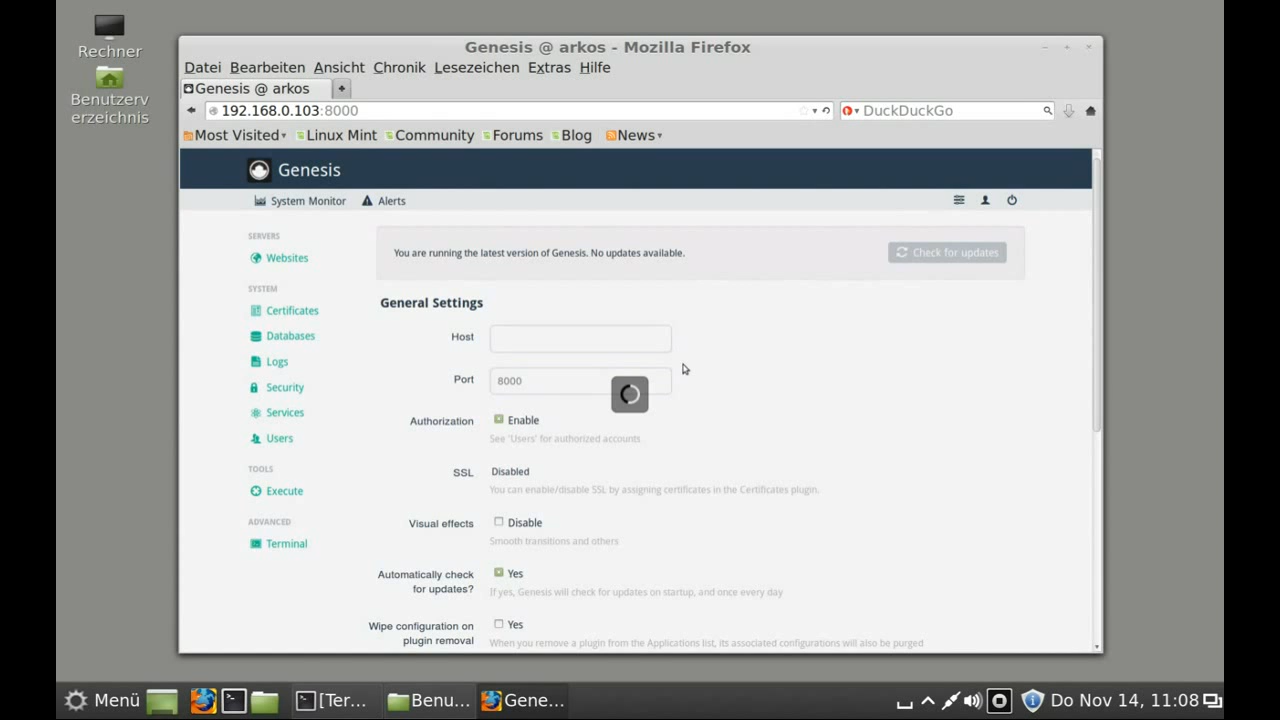 Rechner
Benutzerv
erzeichnis
Genesis @ arkos - Mozilla Firefox
Datei Bearbeiten Ansicht Chronik Lesezeichen Extras Hilfe
Genesis @ arkos
192.168.0.103:8000 DuckDuckGo
Most Visited Linux Mint Community Forums Blog News
Genesis
System Monitor Alerts
SERVERS
Websites
SYSTEM
Certificates
Databases
Logs
Security
Services
Users
TOOLS
Execute
ADVANCED
Terminal
You are running the latest version of Genesis. No updates available. Check for updates
General Settings
Host
Port 8000
Authorization Enable
See 'Users' for authorized accounts
SSL Disabled
You can enable/disable SSL by assigning certificates in the Certificates plugin.
Visual effects Disable
Smooth transitions and others
Automatically check
for updates?
Yes
If yes, Genesis will check for updates on startup, and once every day
Wipe configuration on
plugin removal
Yes
When you remove a plugin from the Applications list, its associated configurations will also be purged
Menü [Ter... Benu... Gene... Do Nov 14, 11:08